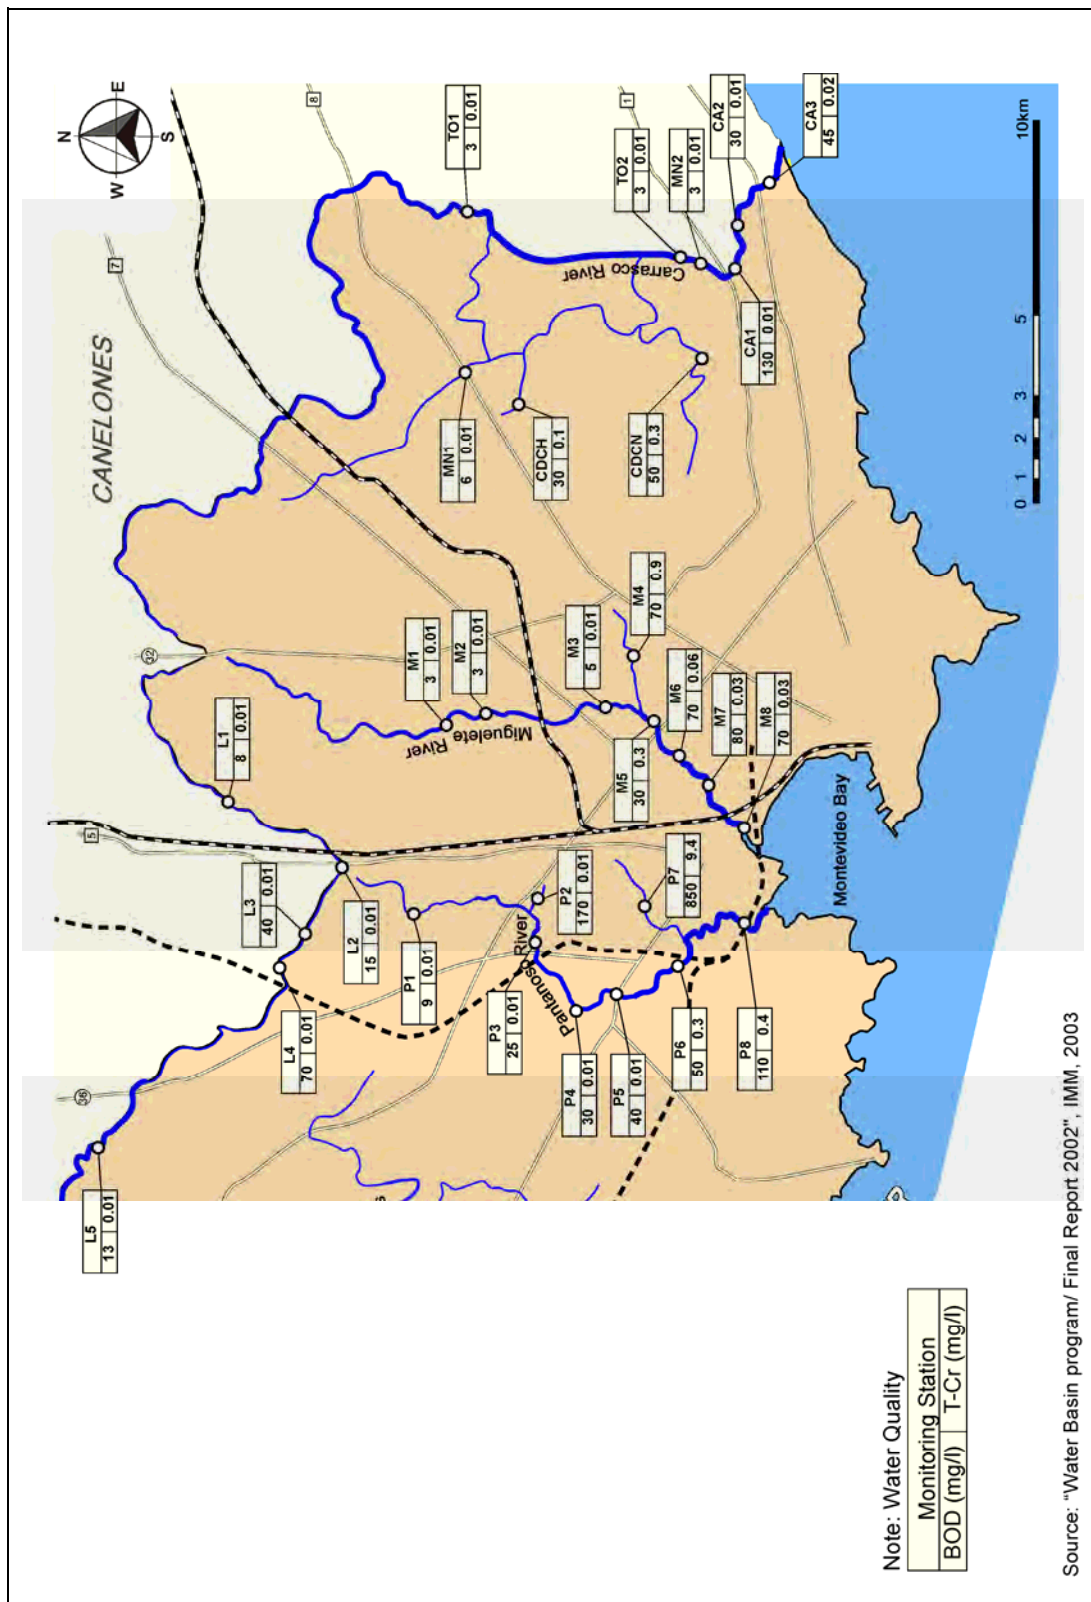 N
W
E
S
CANELONES
7
8
1
32
5
36
L5
13 0.01
L4
70 0.01
L3
40 0.01
L2
15 0.01
L1
8 0.01
P1
9 0.01
P2
170 0.01
P3
25 0.01
P4
30 0.01
P5
40 0.01
P6
50 0.3
P7
850 9.4
P8
110 0.4
Pantanoso River
M1
3 0.01
M2
3 0.01
M3
5 0.01
M4
70 0.9
M5
30 0.3
M6
70 0.06
M7
80 0.03
M8
70 0.03
Miguelete River
MN1
6 0.01
CDCH
30 0.1
CDCN
50 0.3
TO1
3 0.01
TO2
3 0.01
MN2
3 0.01
CA1
130 0.01
CA2
30 0.01
CA3
45 0.02
Carrasco River
Montevideo Bay
0 1 2 3 5 10km
Note: Water Quality
Monitoring Station
BOD (mg/l) T-Cr (mg/l)
Source: "Water Basin program/ Final Report 2002", IMM, 2003